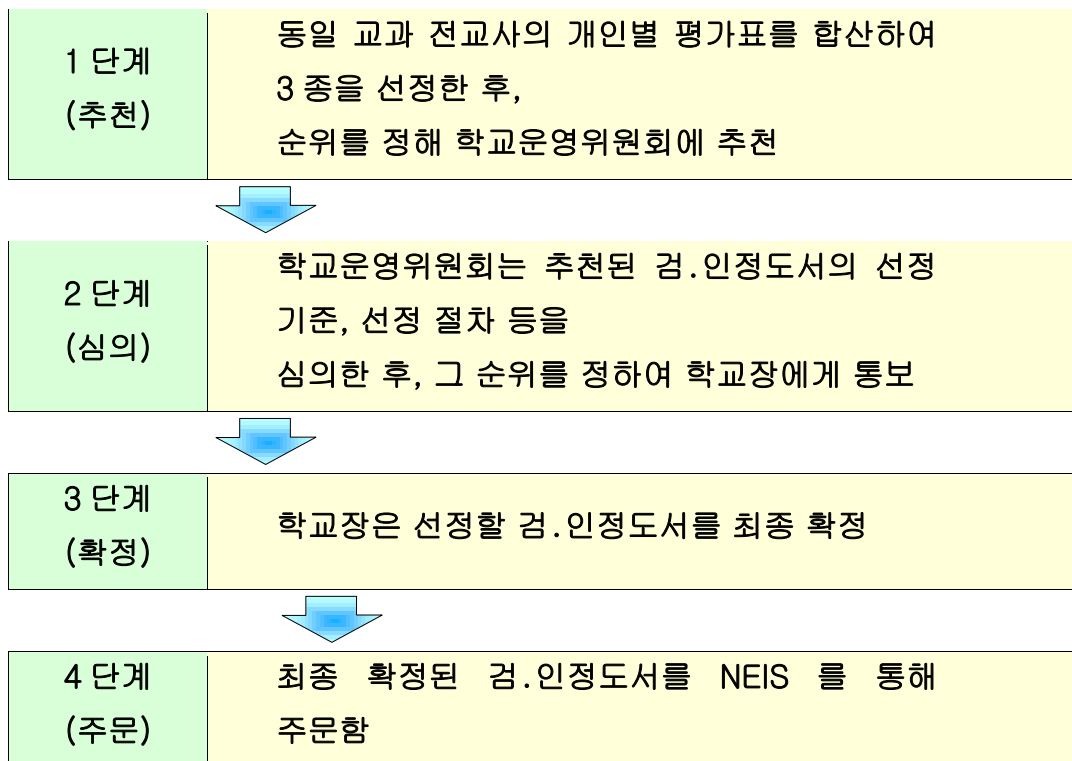 1 단계
(추천)
동일 교과 전교사의 개인별 평가표를 합산하여
3 종을 선정한 후,
순위를 정해 학교운영위원회에 추천
2 단계
(심의)
학교운영위원회는 추천된 검.인정도서의 선정
기준, 선정 절차 등을
심의한 후, 그 순위를 정하여 학교장에게 통보
3 단계
(확정)
학교장은 선정할 검.인정도서를 최종 확정
4 단계
(주문)
최종 확정된 검.인정도서를 NEIS 를 통해
주문함